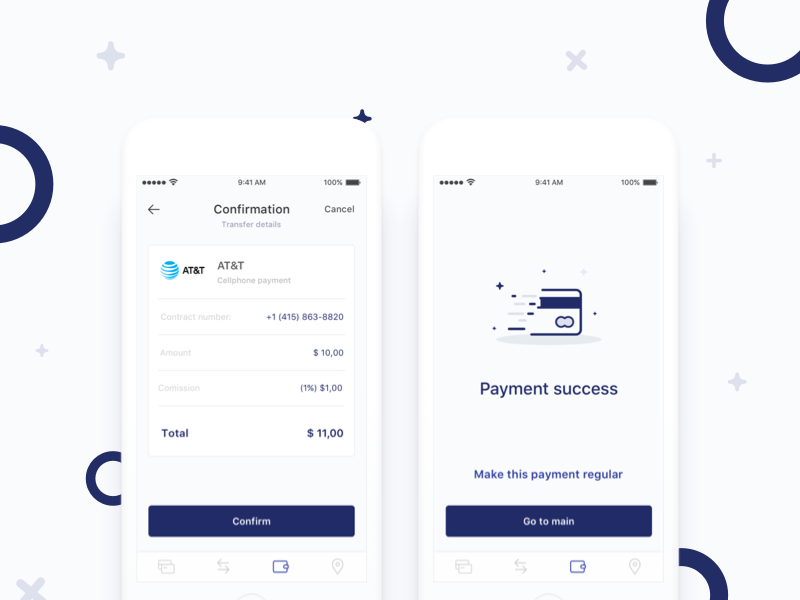 9:41 AM 100%
Confirmation Cancel
Transfer details
AT&T AT&T
Cellphone payment
Contract number: +1 (415) 863-8820
Amount $ 10,00
Comission (1%) $1,00
Total $ 11,00
Confirm
9:41 AM 100%
Payment success
Make this payment regular
Go to main